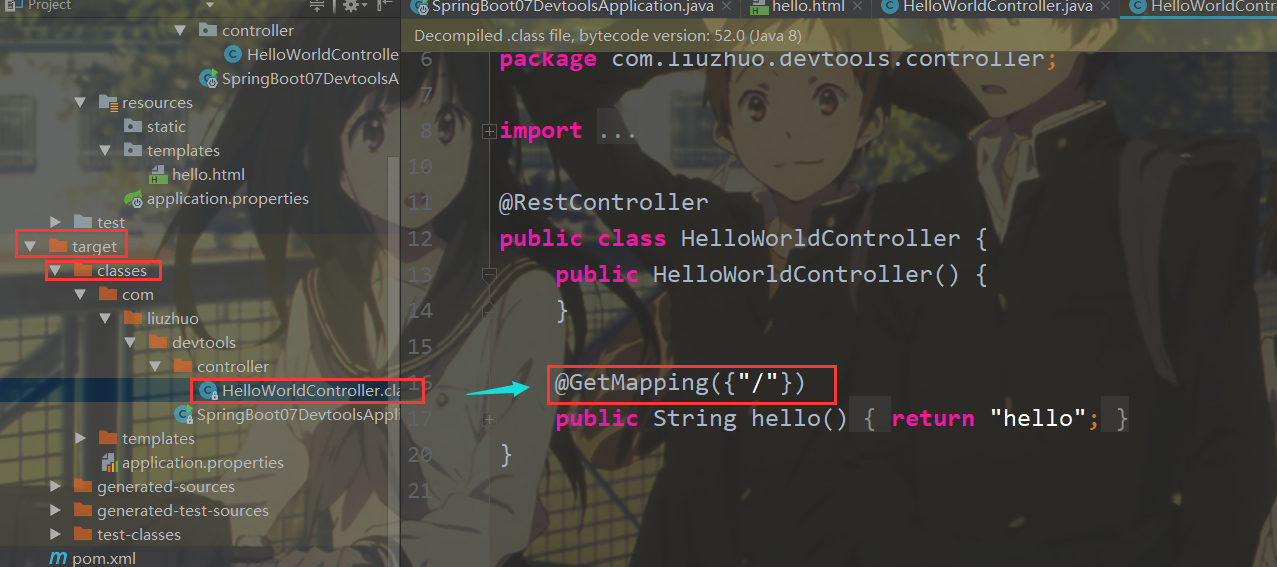 Project
controller
HelloWorldControlle
SpringBoot07DevtoolsA
resources
static
templates
hello.html
application.properties
test
target
classes
com
liuzhuo
devtools
controller
HelloWorldController.cla
SpringBoot07DevtoolsAppli
templates
application.properties
generated-sources
generated-test-sources
test-classes
pom.xml
SpringBoot07DevtoolsApplication.java hello.html HelloWorldController.java HelloWorldContr
Decompiled .class file, bytecode version: 52.0 (Java 8)
6 package com.liuzhuo.devtools.controller;
7
8 import ...
10
11 @RestController
12 public class HelloWorldController {
13 public HelloWorldController() {
14 }
15
16 @GetMapping({"/"})
17 public String hello() { return "hello"; }
20 }
21